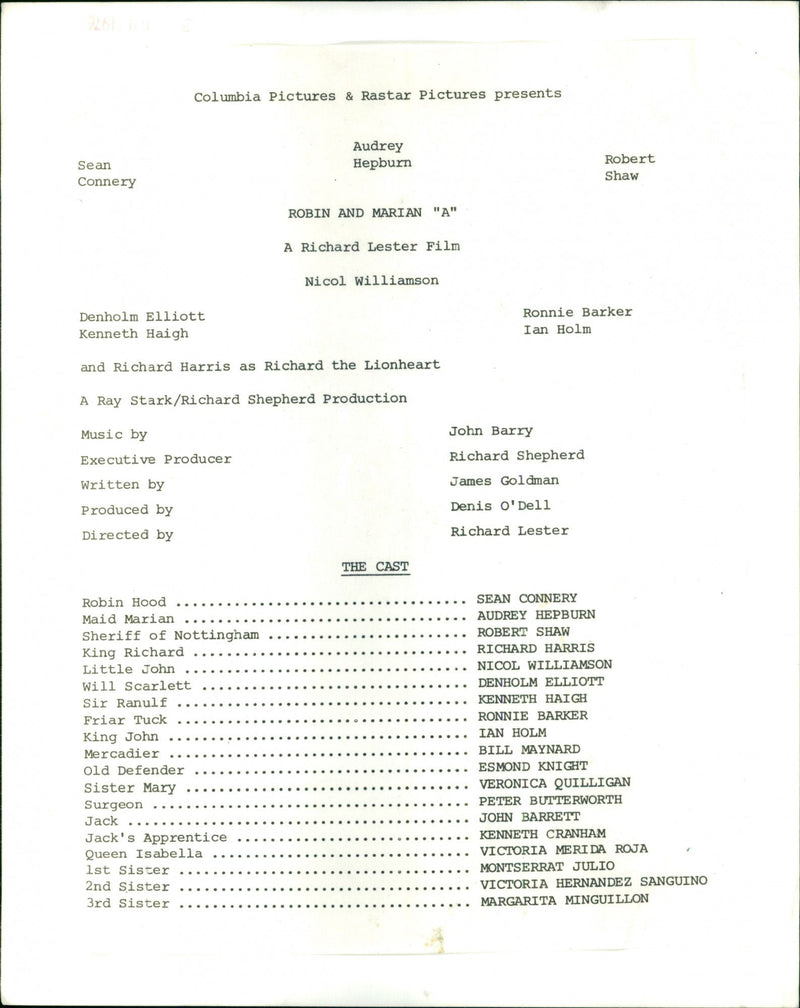 Columbia Pictures & Rastar Pictures presents
Sean Connery
Audrey Hepburn
Robert Shaw
ROBIN AND MARIAN "A"
A Richard Lester Film
Nicol Williamson
Denholm Elliott Ronnie Barker
Kenneth Haigh Ian Holm
and Richard Harris as Richard the Lionheart
A Ray Stark/Richard Shepherd Production
Music by John Barry
Executive Producer Richard Shepherd
Written by James Goldman
Produced by Denis O'Dell
Directed by Richard Lester
THE CAST
Robin Hood ................................... SEAN CONNERY
Maid Marian .................................. AUDREY HEPBURN
Sheriff of Nottingham ........................ ROBERT SHAW
King Richard ................................. RICHARD HARRIS
Little John .................................. NICOL WILLIAMSON
Will Scarlett ................................ DENHOLM ELLIOTT
Sir Ranulf ................................... KENNETH HAIGH
Friar Tuck ................................... RONNIE BARKER
King John .................................... IAN HOLM
Mercadier .................................... BILL MAYNARD
Old Defender ................................. ESMOND KNIGHT
Sister Mary .................................. VERONICA QUILLIGAN
Surgeon ...................................... PETER BUTTERWORTH
Jack ......................................... JOHN BARRETT
Jack's Apprentice ............................ KENNETH CRANHAM
Queen Isabella ............................... VICTORIA MERIDA ROJA
1st Sister ................................... MONTSERRAT JULIO
2nd Sister ................................... VICTORIA HERNANDEZ SANGUINO
3rd Sister ................................... MARGARITA MINGUILLON